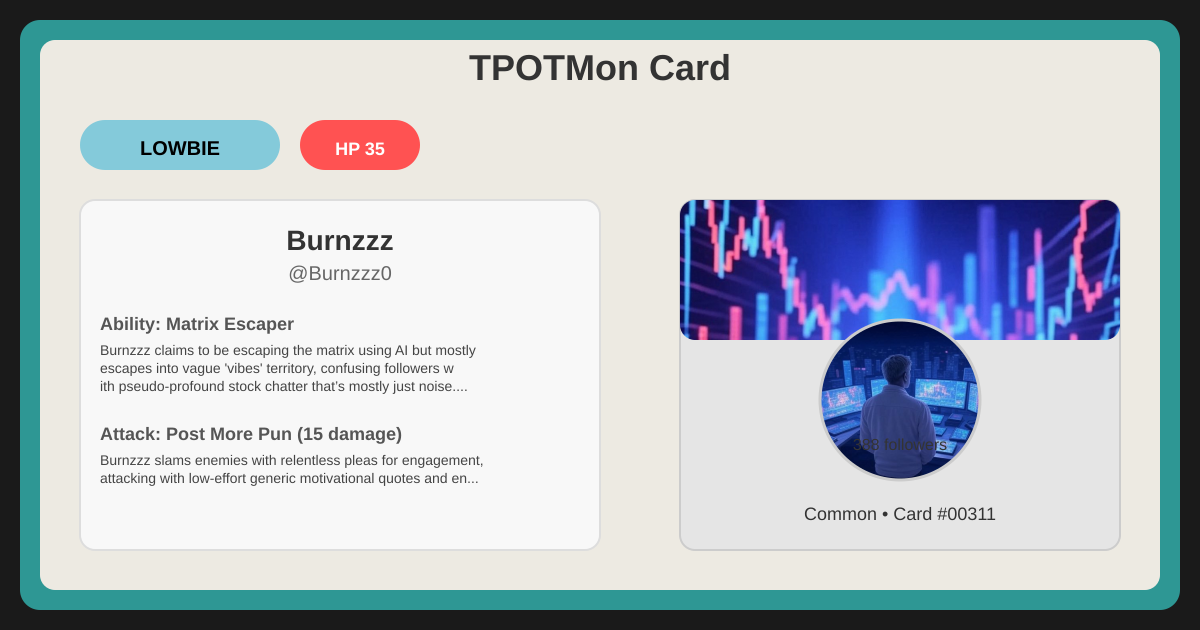 TPOTMon Card
LOWBIE
HP 35
Burnzzz
@Burnzzz0
Ability: Matrix Escaper
Burnzzz claims to be escaping the matrix using AI but mostly
escapes into vague 'vibes' territory, confusing followers w
ith pseudo-profound stock chatter that's mostly just noise....
Attack: Post More Pun (15 damage)
Burnzzz slams enemies with relentless pleas for engagement,
attacking with low-effort generic motivational quotes and en...
388 followers
Common • Card #00311